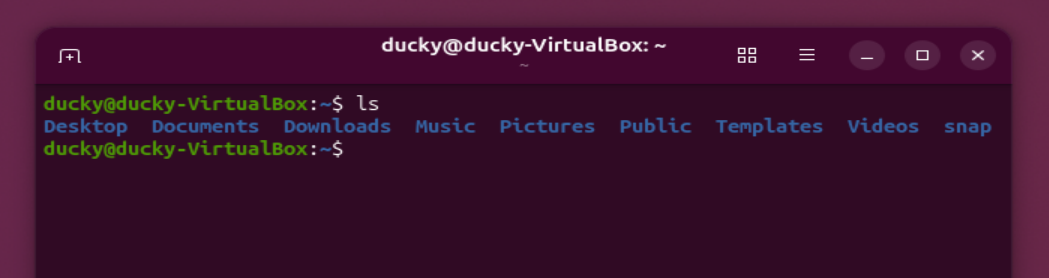 ducky@ducky-VirtualBox: ~
~
ducky@ducky-VirtualBox:~$ ls
Desktop  Documents  Downloads  Music  Pictures  Public  Templates  Videos  snap
ducky@ducky-VirtualBox:~$